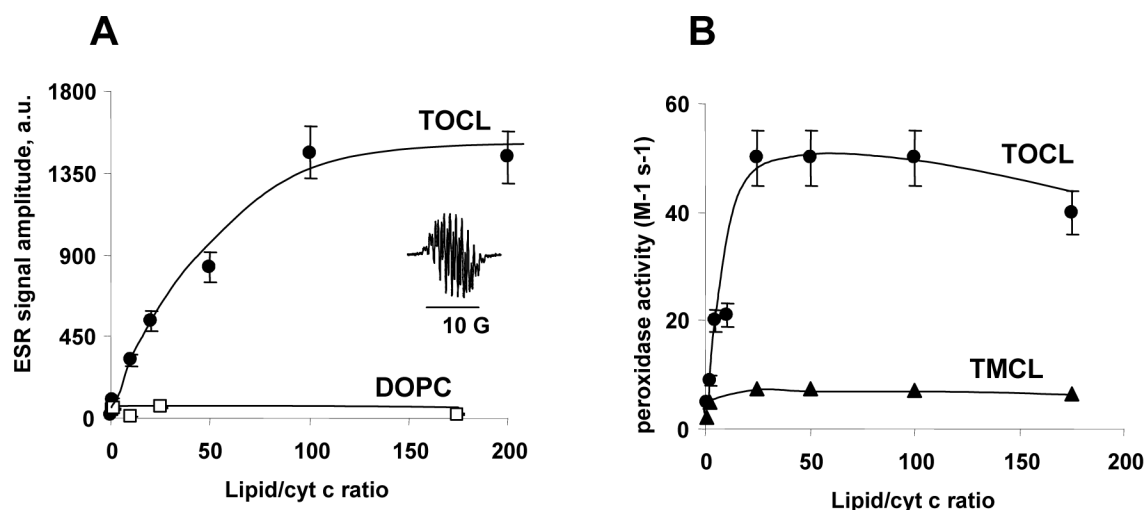 A
ESR signal amplitude, a.u.
1800
1350
900
450
0
TOCL
10 G
DOPC
0 50 100 150 200
Lipid/cyt c ratio
B
peroxidase activity (M-1 s-1)
60
40
20
0
TOCL
TMCL
0 50 100 150 200
Lipid/cyt c ratio